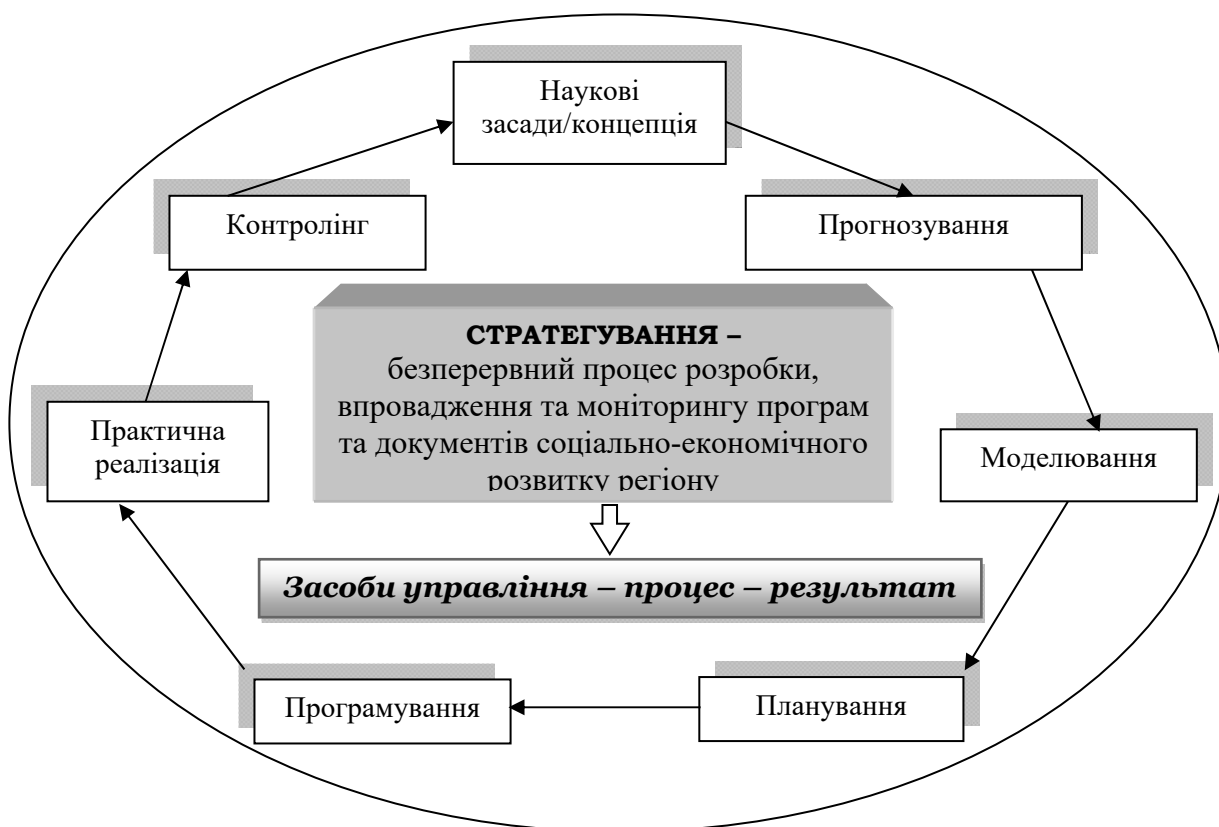 Наукові
засади/концепція
Контролінг
Прогнозування
СТРАТЕГУВАННЯ –
безперервний процес розробки,
впровадження та моніторингу програм
та документів соціально-економічного
розвитку регіону
Практична
реалізація
Моделювання
Засоби управління – процес – результат
Програмування
Планування